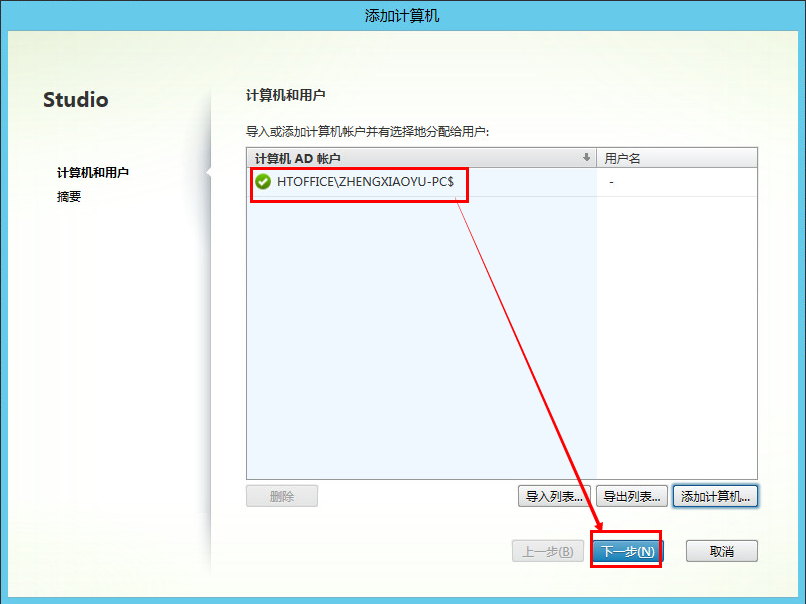 添加计算机
Studio
计算机和用户
摘要
计算机和用户
导入或添加计算机帐户并有选择地分配给用户:
计算机 AD 帐户 用户名
HTOFFICE\ZHENGXIAOYU-PC$ -
删除 导入列表... 导出列表... 添加计算机...
上一步(B) 下一步(N) 取消